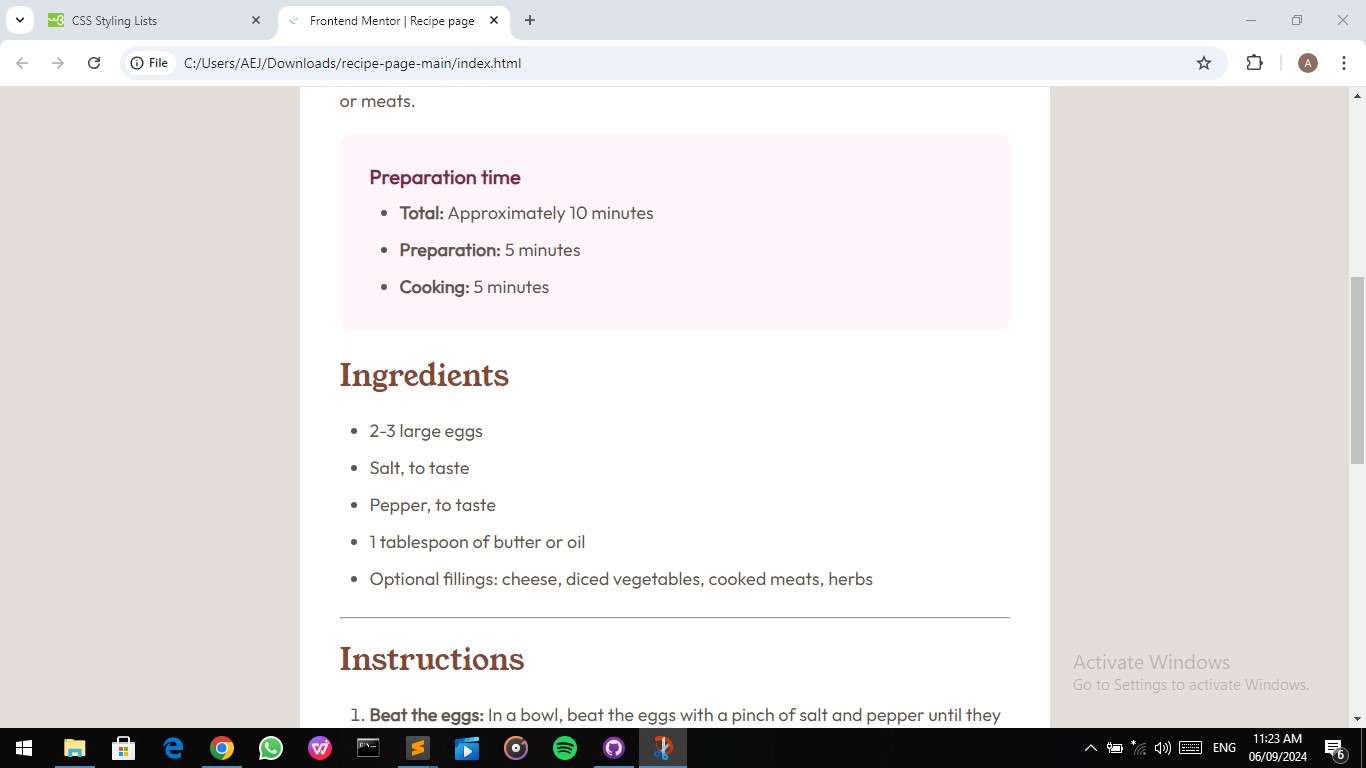 CSS Styling Lists
Frontend Mentor | Recipe page
File
C:/Users/AEJ/Downloads/recipe-page-main/index.html
A
or meats.
Preparation time
Total: Approximately 10 minutes
Preparation: 5 minutes
Cooking: 5 minutes
Ingredients
2-3 large eggs
Salt, to taste
Pepper, to taste
1 tablespoon of butter or oil
Optional fillings: cheese, diced vegetables, cooked meats, herbs
Instructions
1. Beat the eggs: In a bowl, beat the eggs with a pinch of salt and pepper until they
Activate Windows
Go to Settings to activate Windows.
ENG
11:23 AM
06/09/2024
6